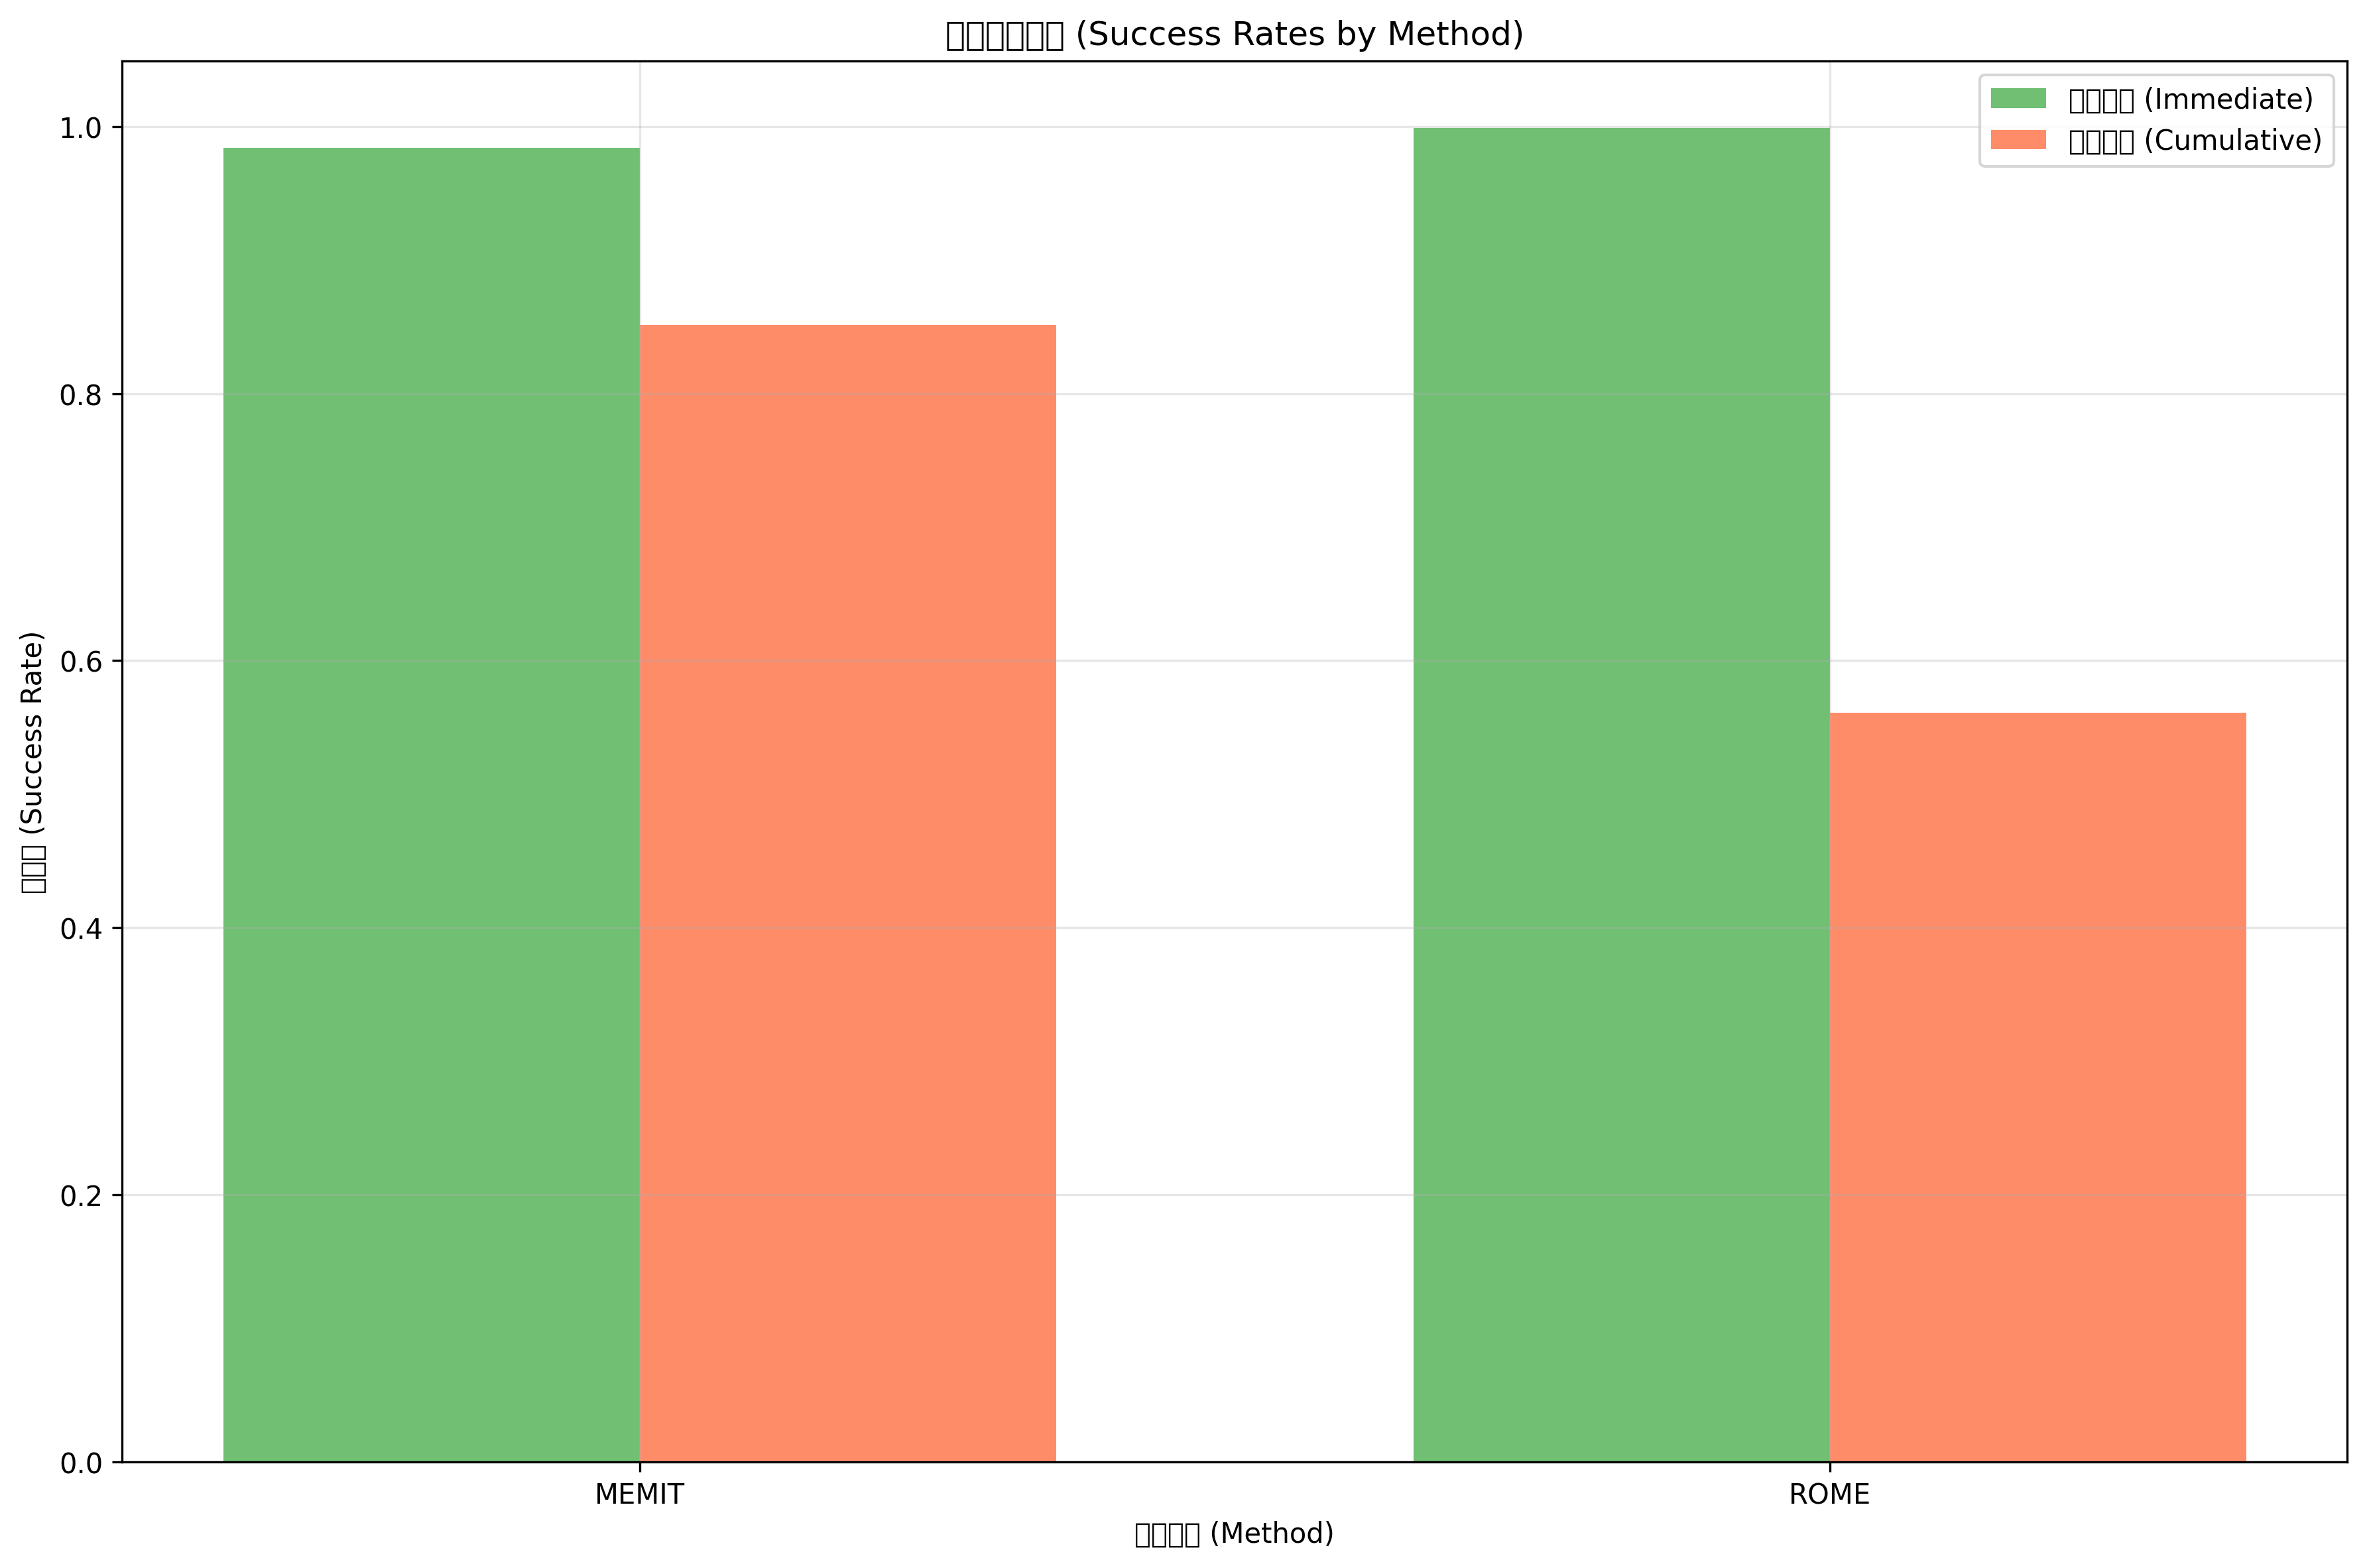 (Success Rates by Method)
(Immediate)
(Cumulative)
(Success Rate)
1.0
0.8
0.6
0.4
0.2
0.0
MEMIT ROME
(Method)